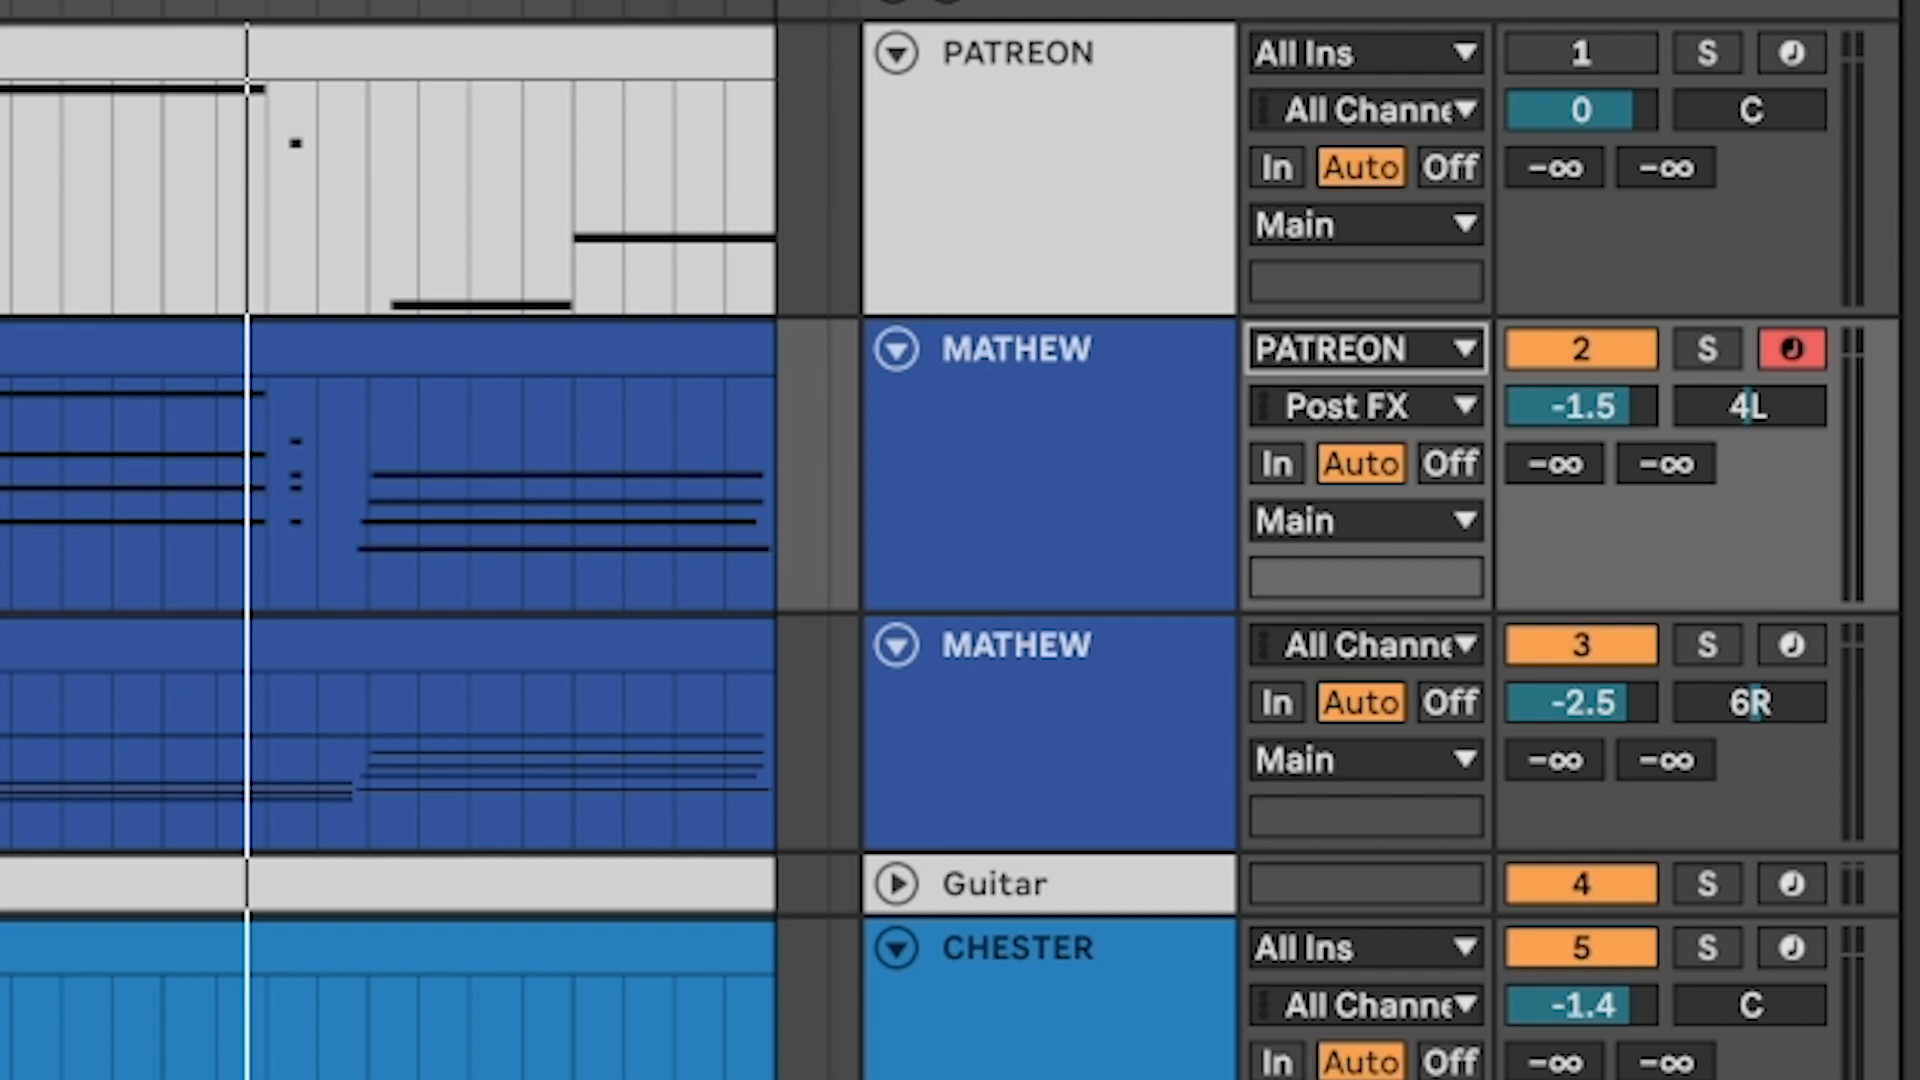 PATREON
All Ins
1
S
All Channe
0
C
In
Auto
Off
-∞
-∞
Main
MATHEW
PATREON
2
S
Post FX
-1.5
4L
In
Auto
Off
-∞
-∞
Main
MATHEW
All Channe
3
S
In
Auto
Off
-2.5
6R
Main
-∞
-∞
Guitar
4
S
CHESTER
All Ins
5
S
All Channe
-1.4
C
In
Auto
Off
-∞
-∞